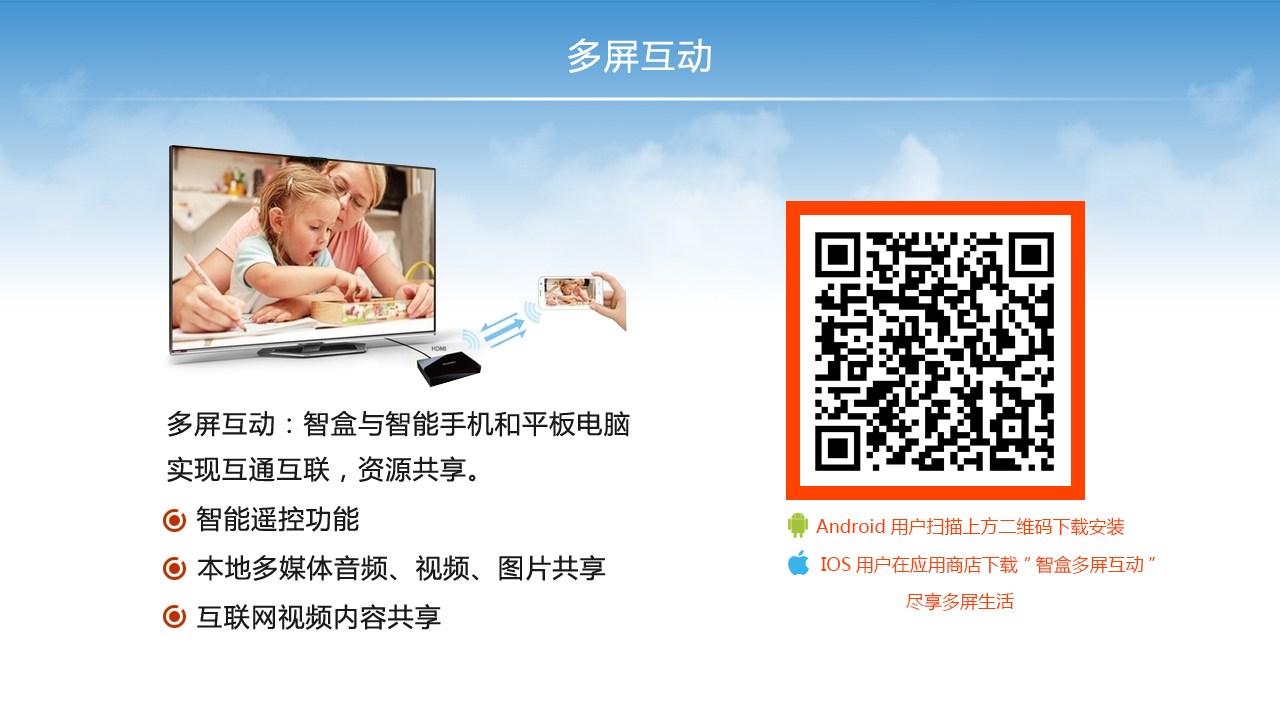 多屏互动
HDMI
多屏互动：智盒与智能手机和平板电脑
实现互通互联，资源共享。
智能遥控功能
本地多媒体音频、视频、图片共享
互联网视频内容共享
Android 用户扫描上方二维码下载安装
IOS 用户在应用商店下载 “ 智盒多屏互动 ”
尽享多屏生活